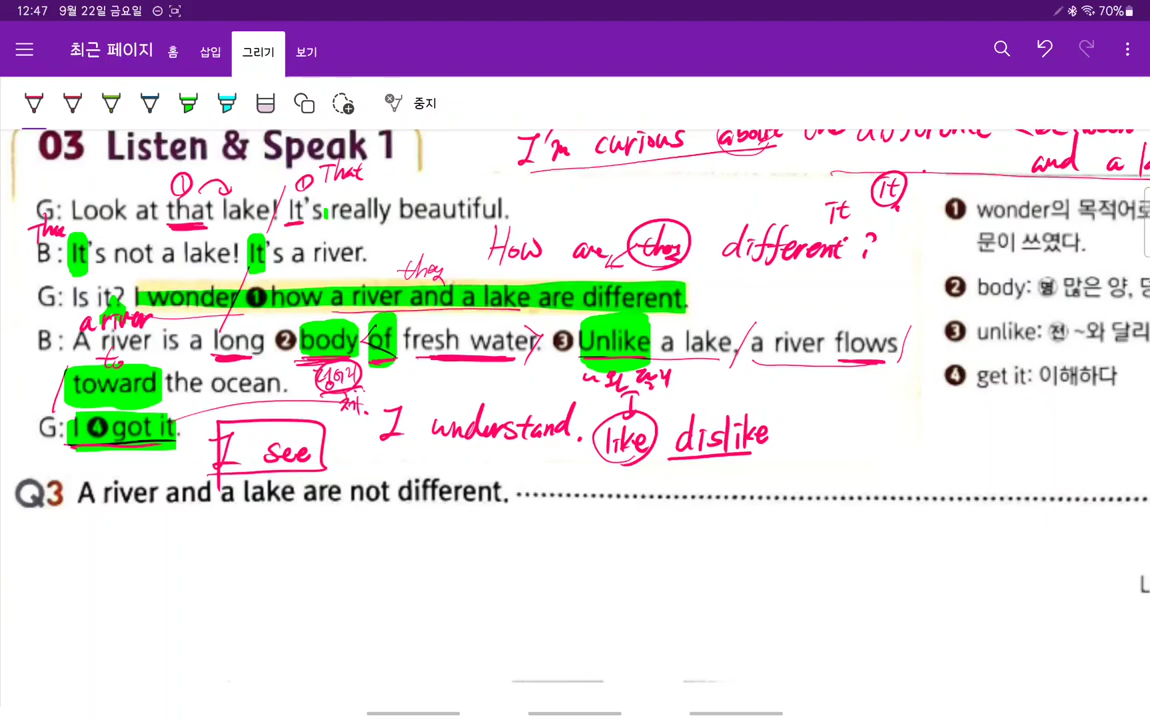 12:47 9월 22일 금요일 70%
최근 페이지 홈 삽입 그리기 보기
중지
03 Listen & Speak 1
I'm curious about the
and a
① ① That
G: Look at that lake! It's really beautiful.
it it
B: It's not a lake! It's a river.
How are they different?
they
G: Is it? I wonder ❶ how a river and a lake are different.
a river
B: A river is a long ❷ body of fresh water. ❸ Unlike a lake, a river flows
to
toward the ocean. 덩어리
G: I ❹ got it.
I see
I understand. like dislike
Q3 A river and a lake are not different.
❶ wonder의 목적어로
문이 쓰였다.
❷ body: 명 많은 양,
❸ unlike: 전 ~와 달리
❹ get it: 이해하다